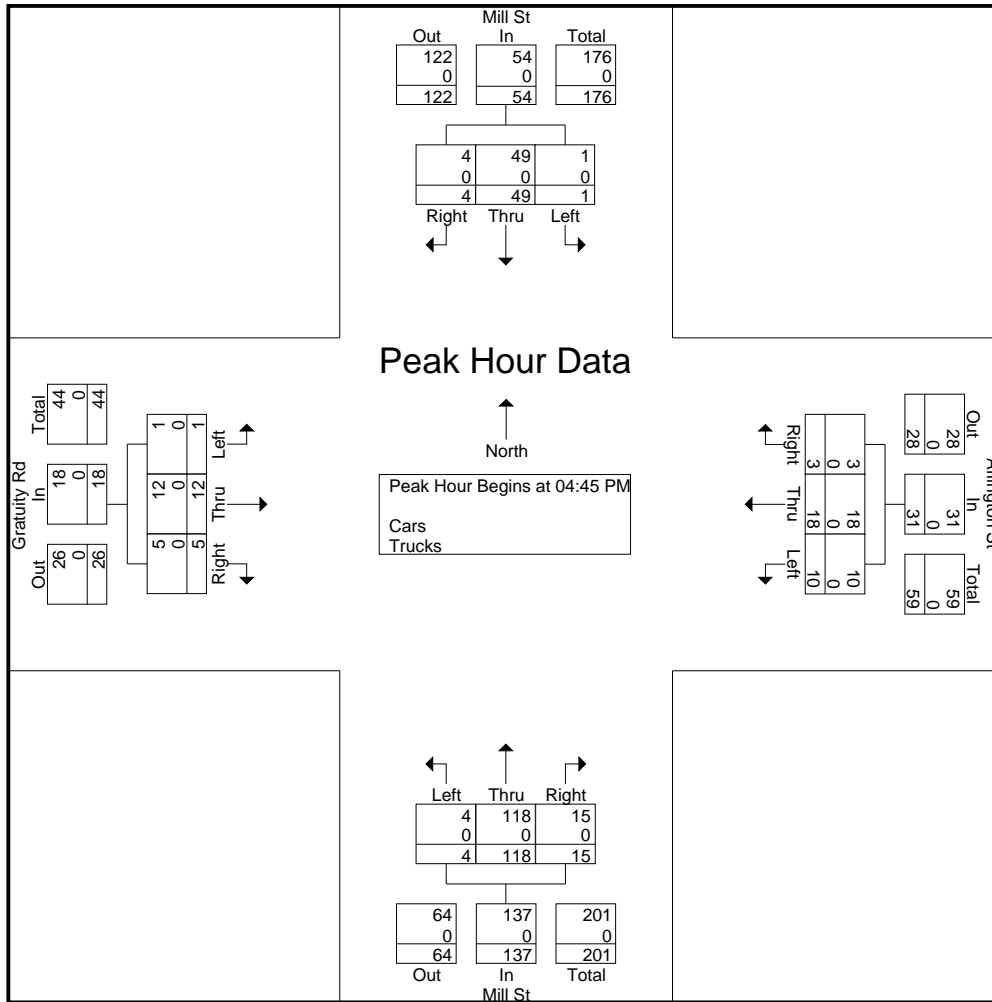 Mill St
Out In Total
122 54 176
0 0 0
122 54 176
4 49 1
0 0 0
4 49 1
Right Thru Left
Peak Hour Data
North
Peak Hour Begins at 04:45 PM
Cars
Trucks
Gratuity Rd
Total In Out
44 18 26
0 0 0
44 18 26
1 12 5
0 0 0
1 12 5
Left Thru Right
Right Thru Left
3 18 10
0 0 0
3 18 10
Out In Total
28 31 59
0 0 0
28 31 59
Arlington St
Left Thru Right
4 118 15
0 0 0
4 118 15
64 137 201
0 0 0
64 137 201
Out In Total
Mill St